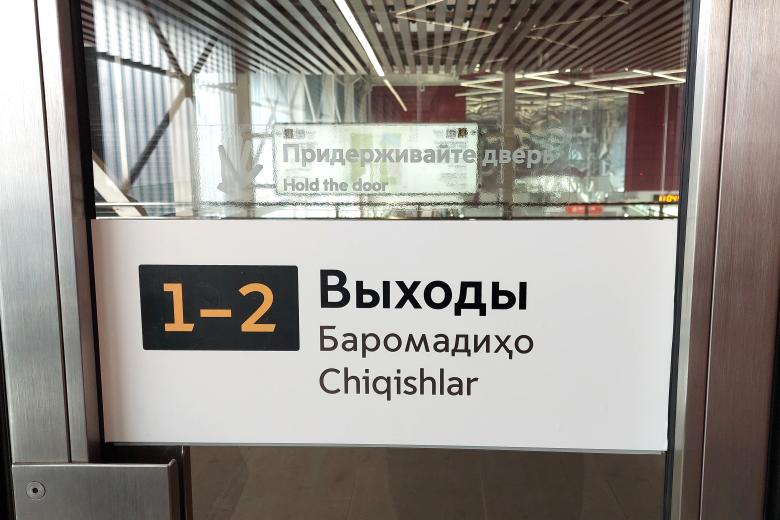 Придерживайте дверь
Hold the door
1–2
Выходы
Баромадиҳо
Chiqishlar